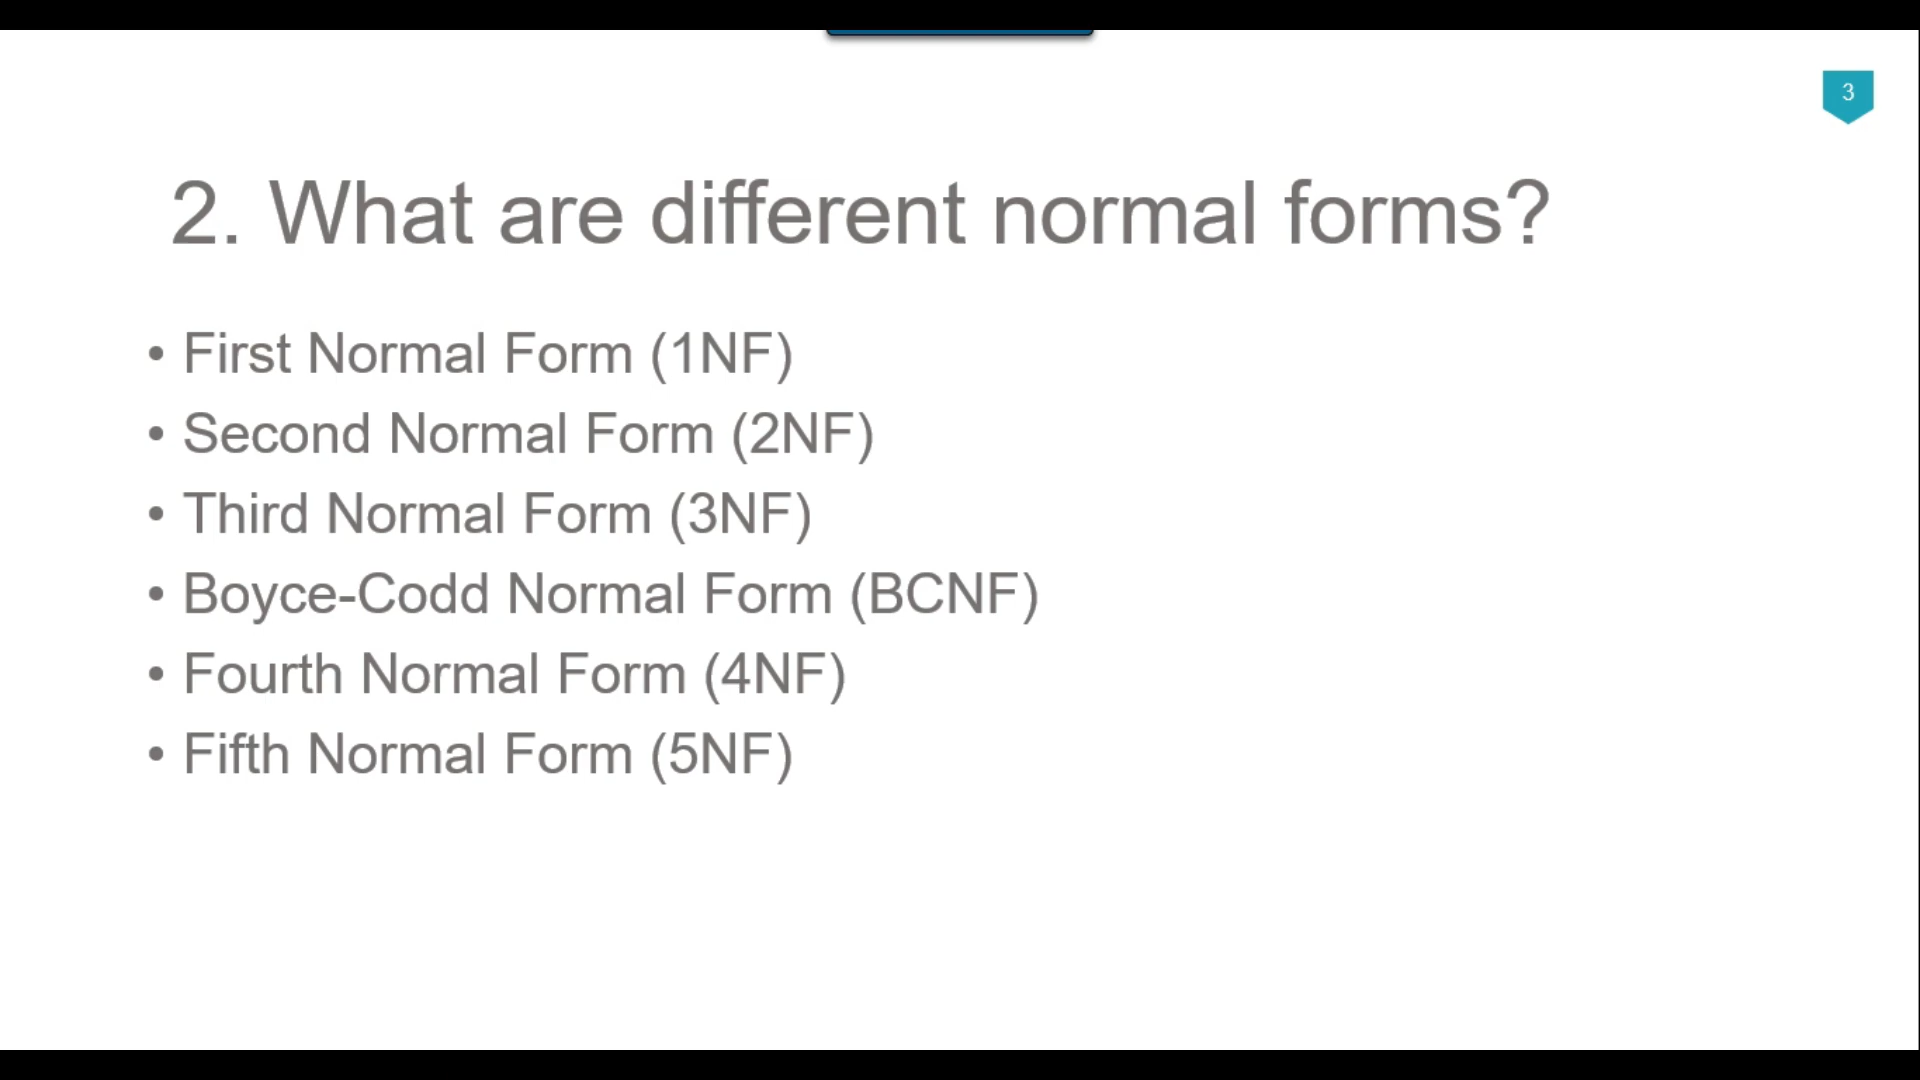 3
2. What are different normal forms?
• First Normal Form (1NF)
• Second Normal Form (2NF)
• Third Normal Form (3NF)
• Boyce-Codd Normal Form (BCNF)
• Fourth Normal Form (4NF)
• Fifth Normal Form (5NF)